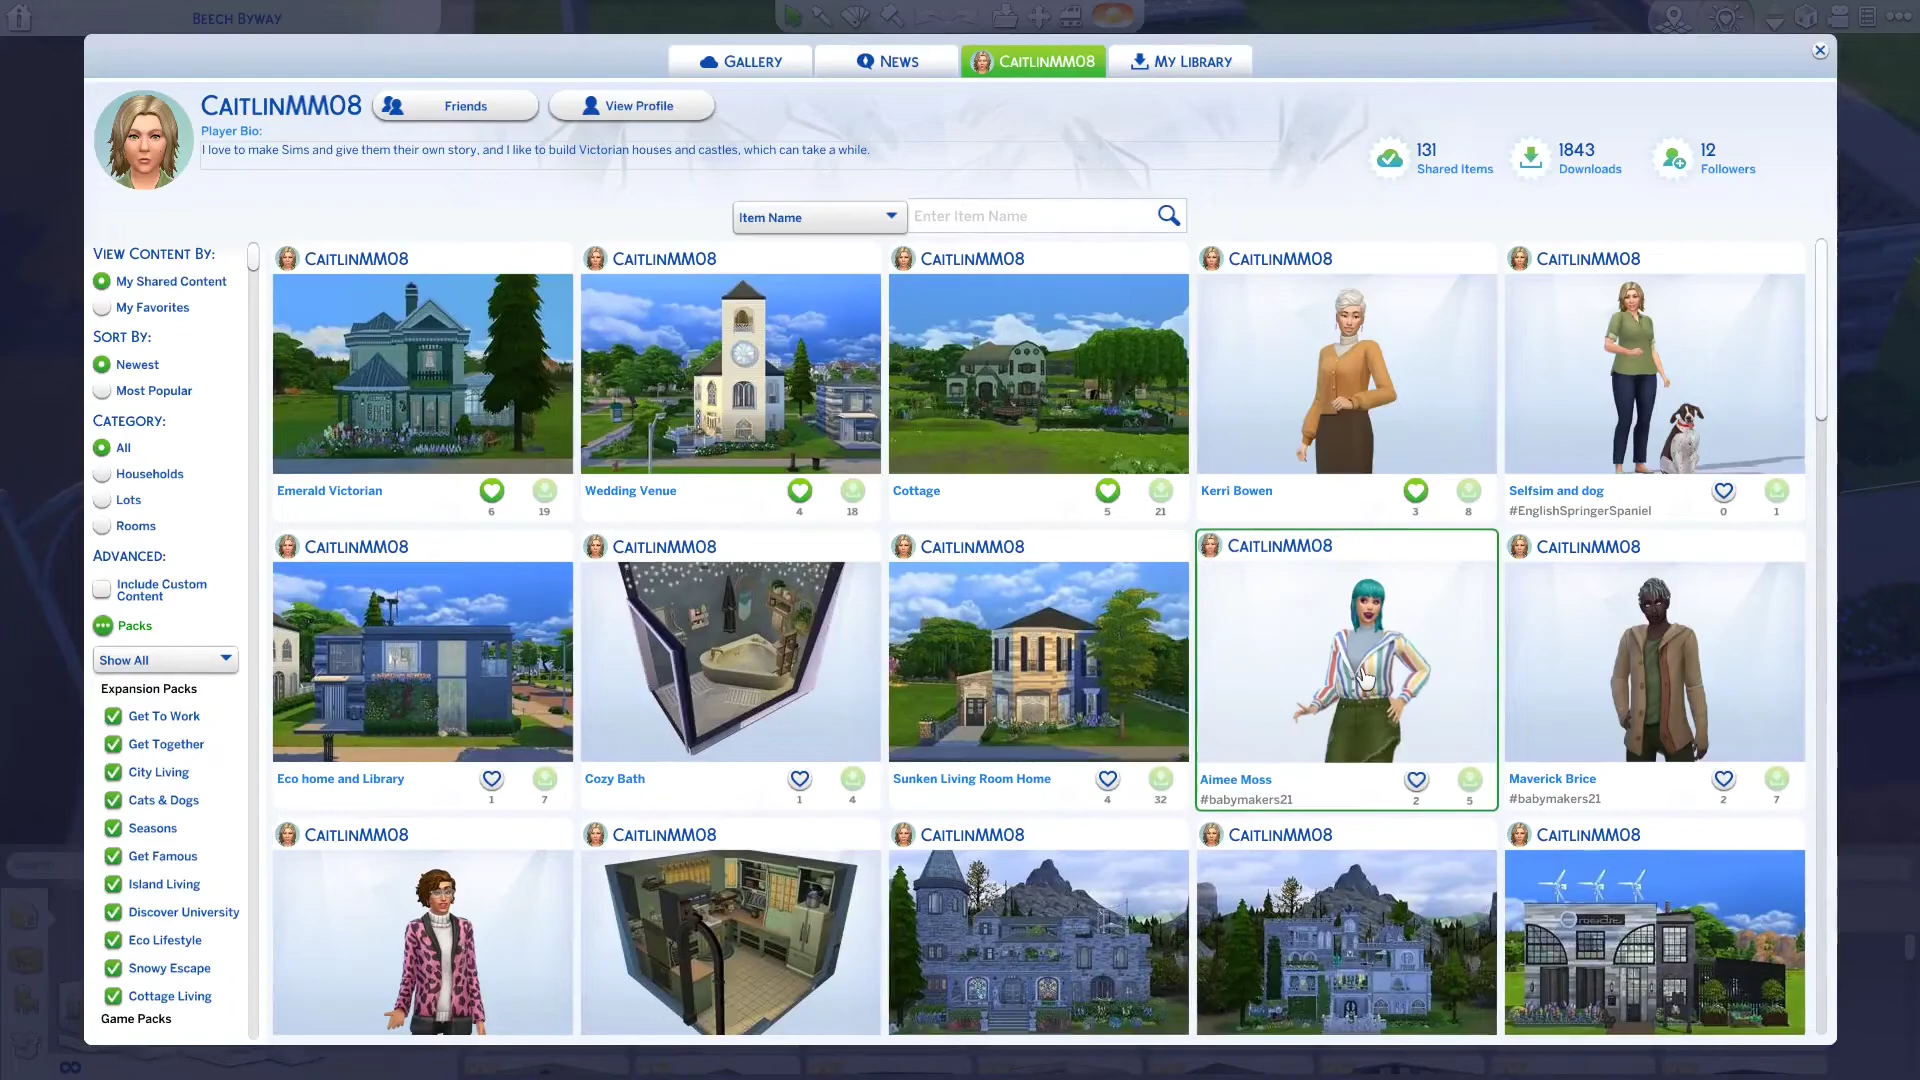 Beech Byway
Gallery
News
CaitlinMM08
My Library
CaitlinMM08
Friends
View Profile
Player Bio:
I love to make Sims and give them their own story, and I like to build Victorian houses and castles, which can take a while.
131
Shared Items
1843
Downloads
12
Followers
Item Name
Enter Item Name
View Content By:
My Shared Content
My Favorites
Sort By:
Newest
Most Popular
Category:
All
Households
Lots
Rooms
Advanced:
Include Custom
Content
Packs
Show All
Expansion Packs
Get To Work
Get Together
City Living
Cats & Dogs
Seasons
Get Famous
Island Living
Discover University
Eco Lifestyle
Snowy Escape
Cottage Living
Game Packs
CaitlinMM08
Emerald Victorian
6
19
CaitlinMM08
Wedding Venue
4
18
CaitlinMM08
Cottage
5
21
CaitlinMM08
Kerri Bowen
3
8
CaitlinMM08
Selfsim and dog
#EnglishSpringerSpaniel
0
1
CaitlinMM08
Eco home and Library
1
7
CaitlinMM08
Cozy Bath
1
4
CaitlinMM08
Sunken Living Room Home
4
32
CaitlinMM08
Aimee Moss
#babymakers21
2
5
CaitlinMM08
Maverick Brice
#babymakers21
2
7
CaitlinMM08
CaitlinMM08
CaitlinMM08
CaitlinMM08
CaitlinMM08